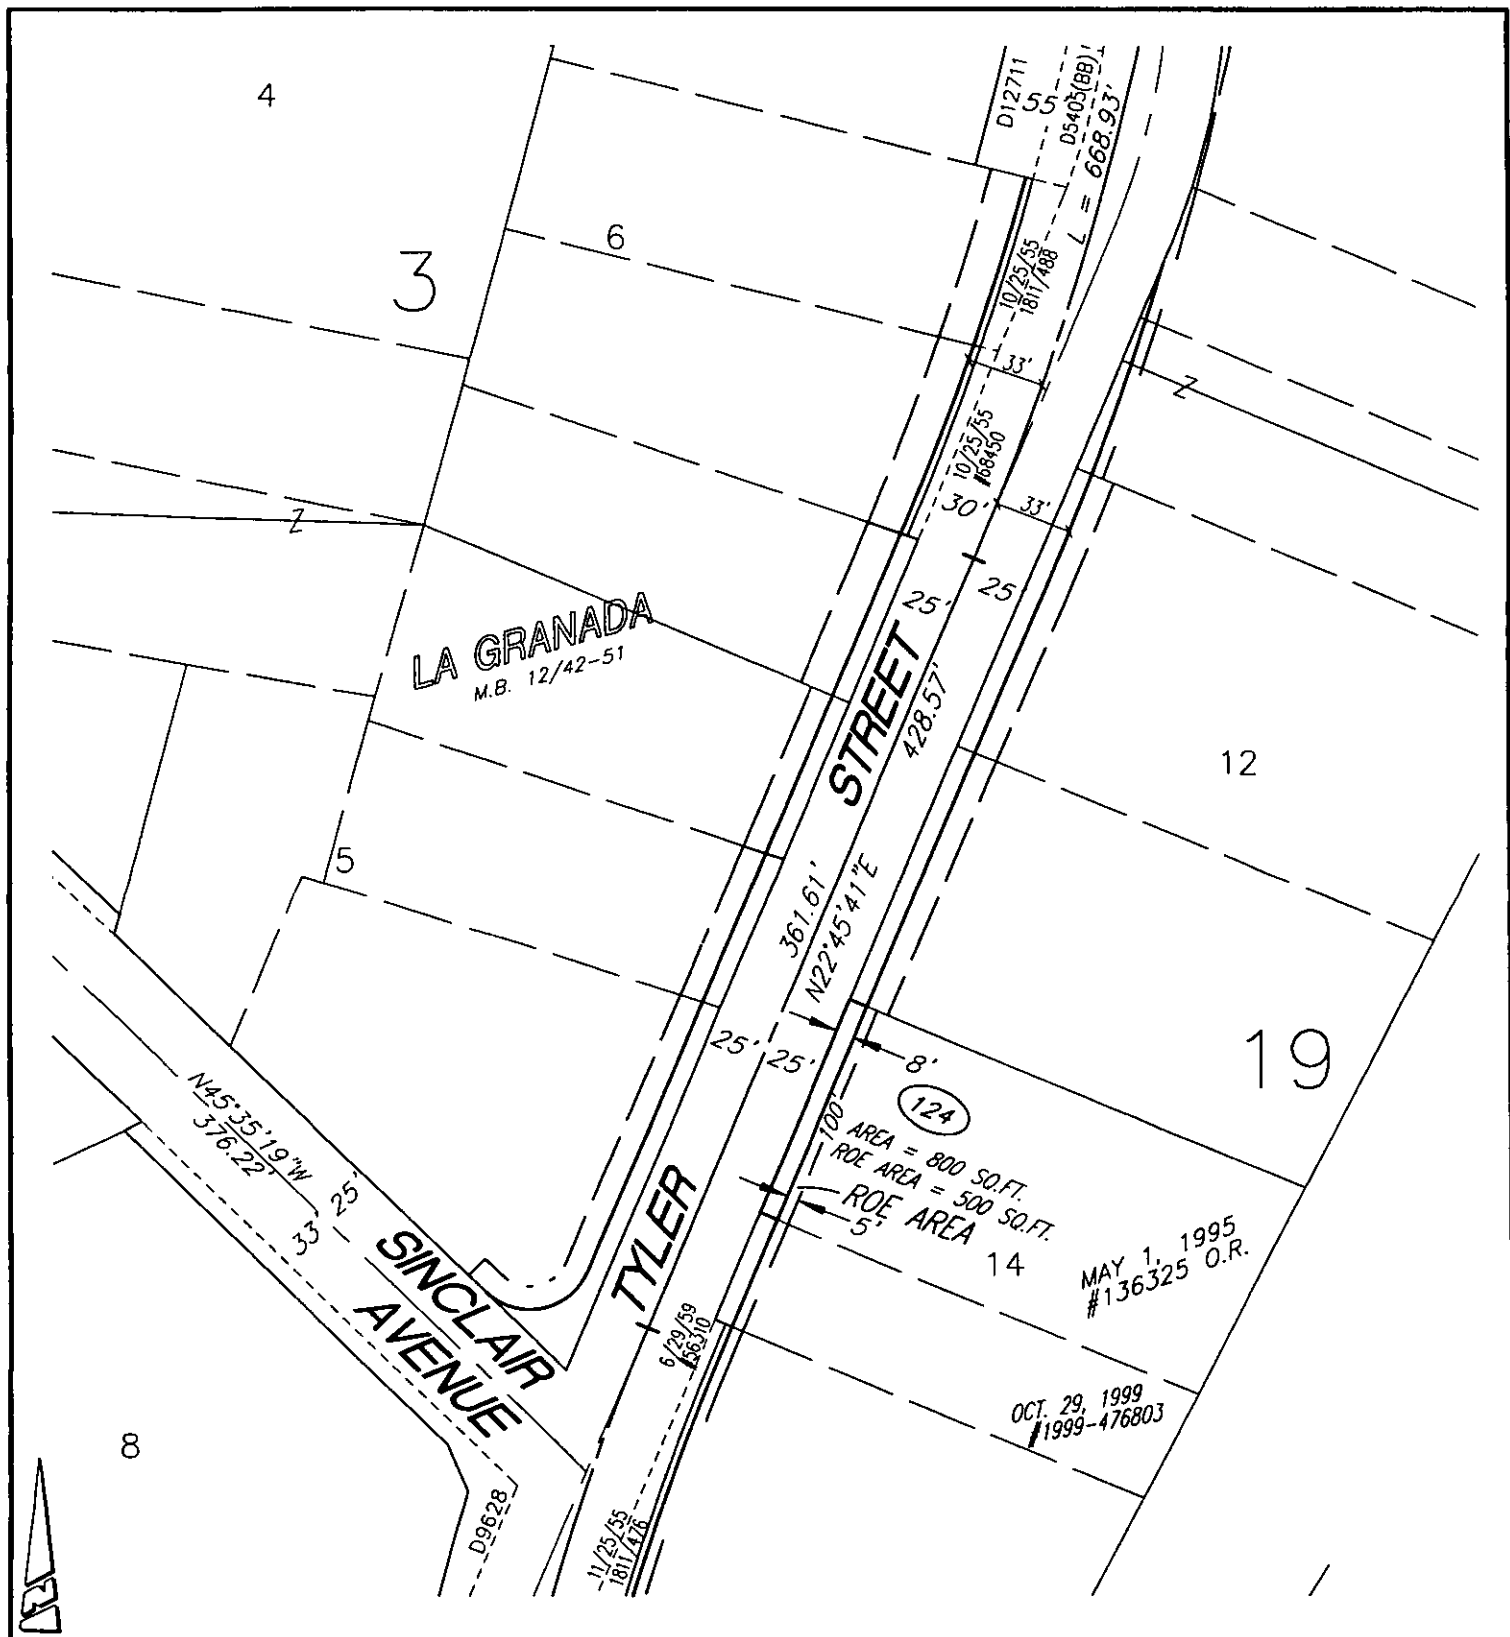 4
D12711
55'
D5405(BB)
L = 668.93'
6
3
10/25/55
1811/488
33'
Z
10/25/55
#68450
30'
33'
Z
25'
25'
LA GRANADA
M.B. 12/42-51
STREET
428.57'
12
5
361.61'
N22°45'41"E
19
25'
25'
8'
124
100'
AREA = 800 SQ.FT.
ROE AREA = 500 SQ.FT.
ROE AREA
5'
14
MAY 1, 1995
#136325 O.R.
N45°35'19"W
376.22'
25'
33'
SINCLAIR
AVENUE
TYLER
6/29/59
#56310
OCT. 29, 1999
#1999-476803
8
D9628
11/25/55
1811/476
N